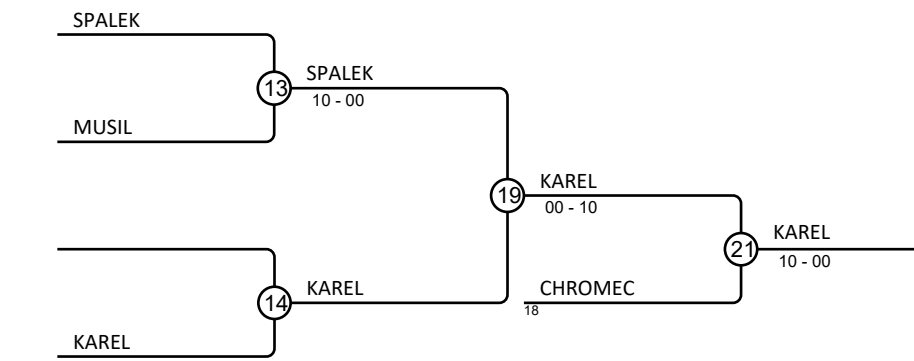 SPALEK
13
SPALEK
10 - 00
MUSIL
19
KAREL
00 - 10
21
KAREL
10 - 00
14
KAREL
CHROMEC
18
KAREL